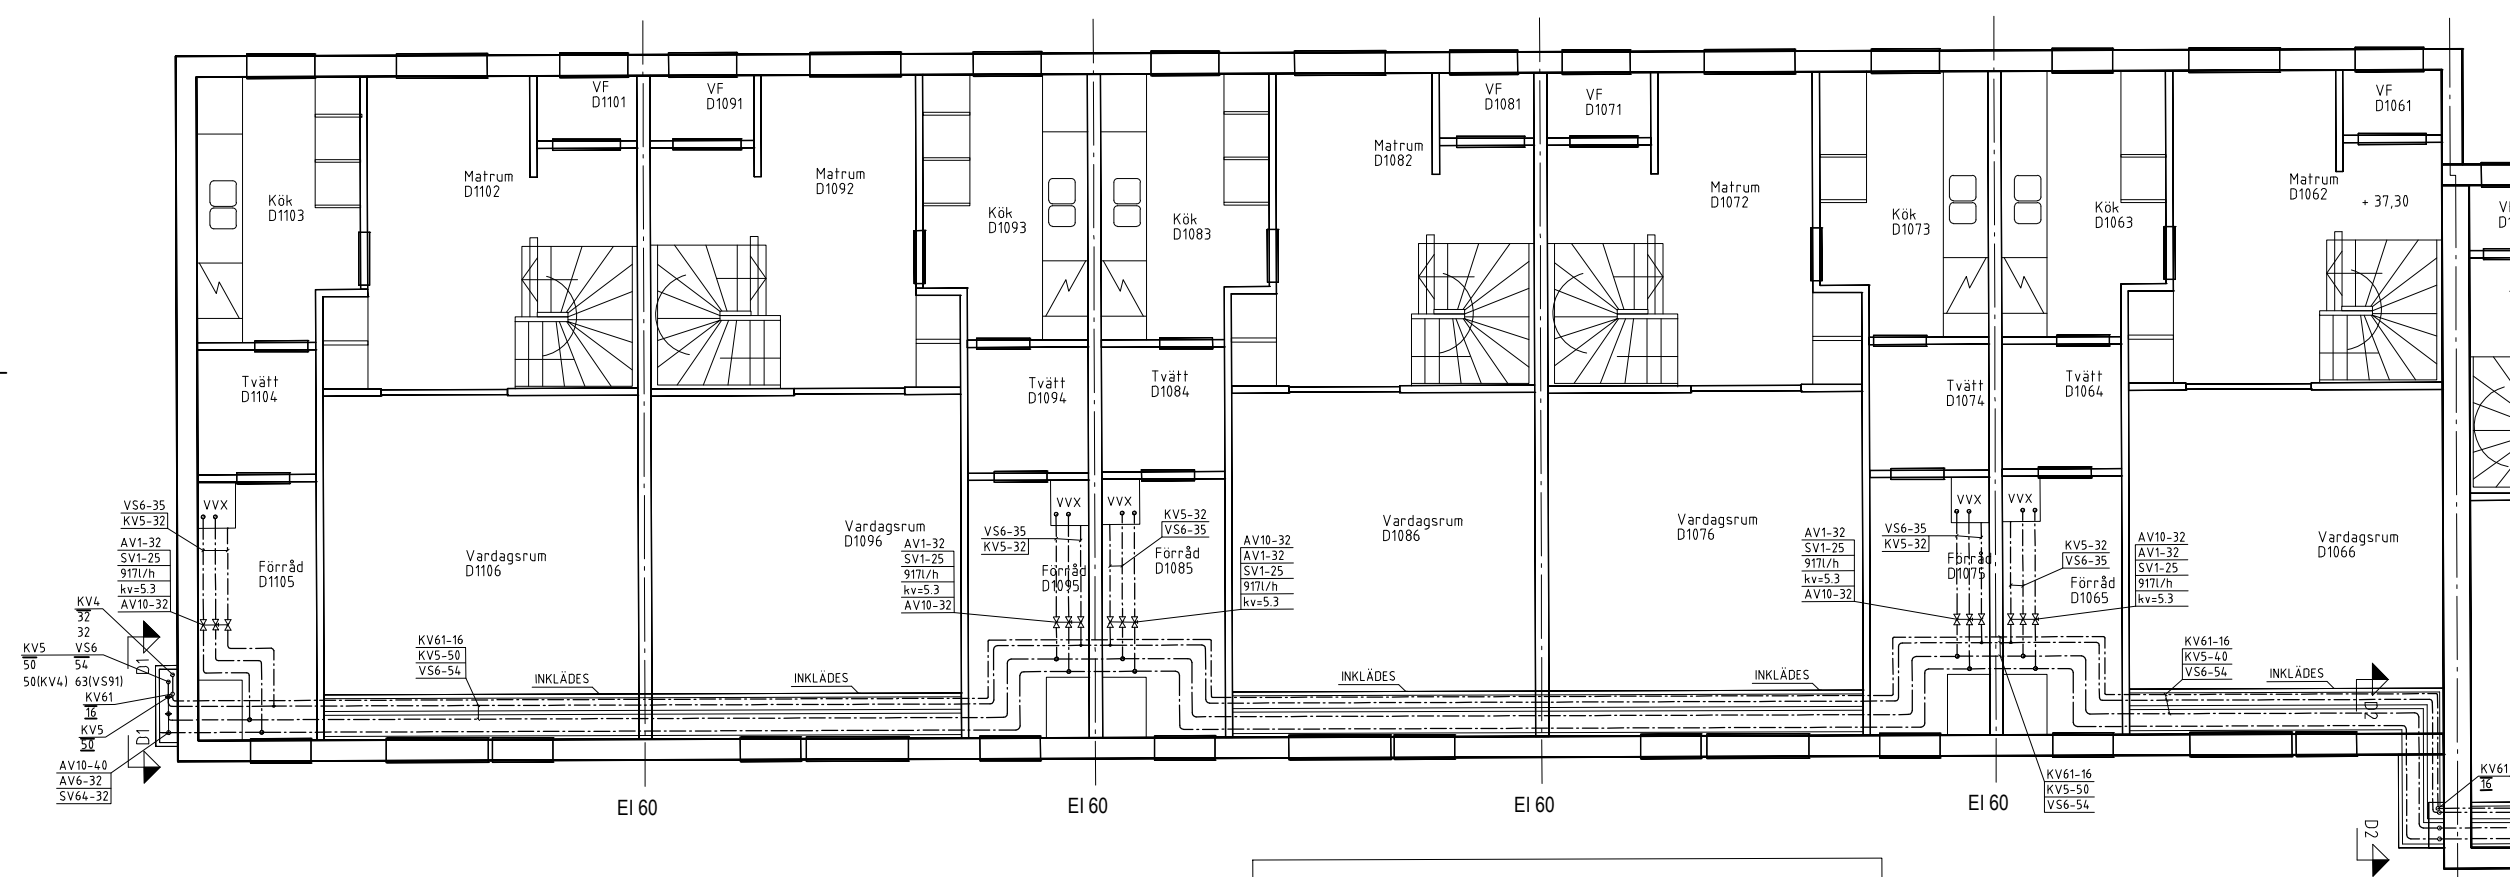 VF
D1101
VF
D1091
VF
D1081
VF
D1071
VF
D1061
Matrum
D1102
Matrum
D1092
Matrum
D1082
Matrum
D1072
Matrum
D1062
+ 37,30
Kök
D1103
Kök
D1093
Kök
D1083
Kök
D1073
Kök
D1063
Tvätt
D1104
Tvätt
D1094
Tvätt
D1084
Tvätt
D1074
Tvätt
D1064
VVX
VVX
VVX
VVX
VVX
VS6-35
KV5-32
AV1-32
SV1-25
917l/h
kv=5.3
AV10-32
Förråd
D1105
Vardagsrum
D1106
Vardagsrum
D1096
VS6-35
KV5-32
AV1-32
SV1-25
917l/h
kv=5.3
AV10-32
Förråd
D1095
KV5-32
VS6-35
Förråd
D1085
AV10-32
AV1-32
SV1-25
917l/h
kv=5.3
Vardagsrum
D1086
Vardagsrum
D1076
AV1-32
SV1-25
917l/h
kv=5.3
AV10-32
VS6-35
KV5-32
Förråd
D1075
KV5-32
VS6-35
Förråd
D1065
AV10-32
AV1-32
SV1-25
917l/h
kv=5.3
Vardagsrum
D1066
KV4
32
32
KV5 VS6
50 54
50(KV4) 63(VS91)
KV61
16
KV5
50
AV10-40
AV6-32
SV64-32
D1
D1
KV61-16
KV5-50
VS6-54
INKLÄDES
INKLÄDES
INKLÄDES
INKLÄDES
KV61-16
KV5-40
VS6-54
INKLÄDES
D2
D2
KV61-16
KV5-50
VS6-54
KV61
16
EI 60
EI 60
EI 60
EI 60